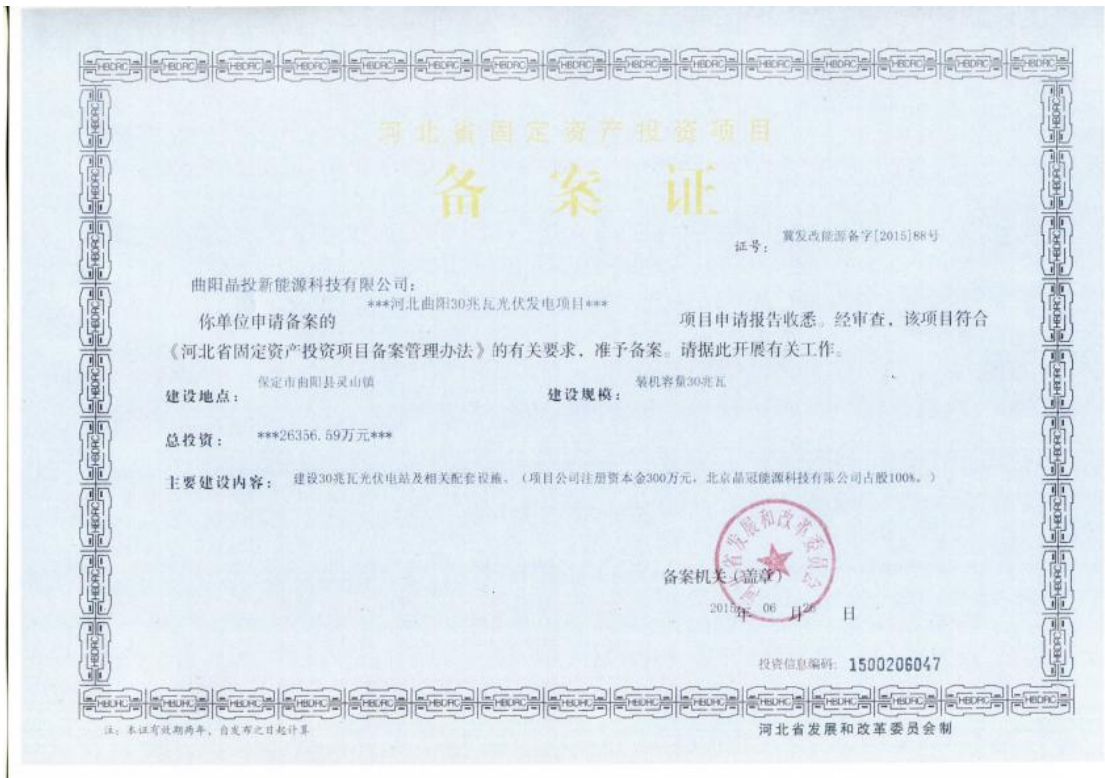 河北省固定资产投资项目
备 案 证
证号： 冀发改能源备字[2015]88号
曲阳晶投新能源科技有限公司：
你单位申请备案的 ***河北曲阳30兆瓦光伏发电项目*** 项目申请报告收悉。经审查，该项目符合
《河北省固定资产投资项目备案管理办法》的有关要求，准予备案。请据此开展有关工作。
建设地点： 保定市曲阳县灵山镇 建设规模： 装机容量30兆瓦
总投资： ***26356.59万元***
主要建设内容： 建设30兆瓦光伏电站及相关配套设施。（项目公司注册资本金300万元，北京晶冠能源科技有限公司占股100%。）
河北省发展和改革委员会
备案机关（盖章）
2015年 06 月26 日
投资信息编码： 1500206047
注：本证有效期两年，自发布之日起计算
河北省发展和改革委员会制